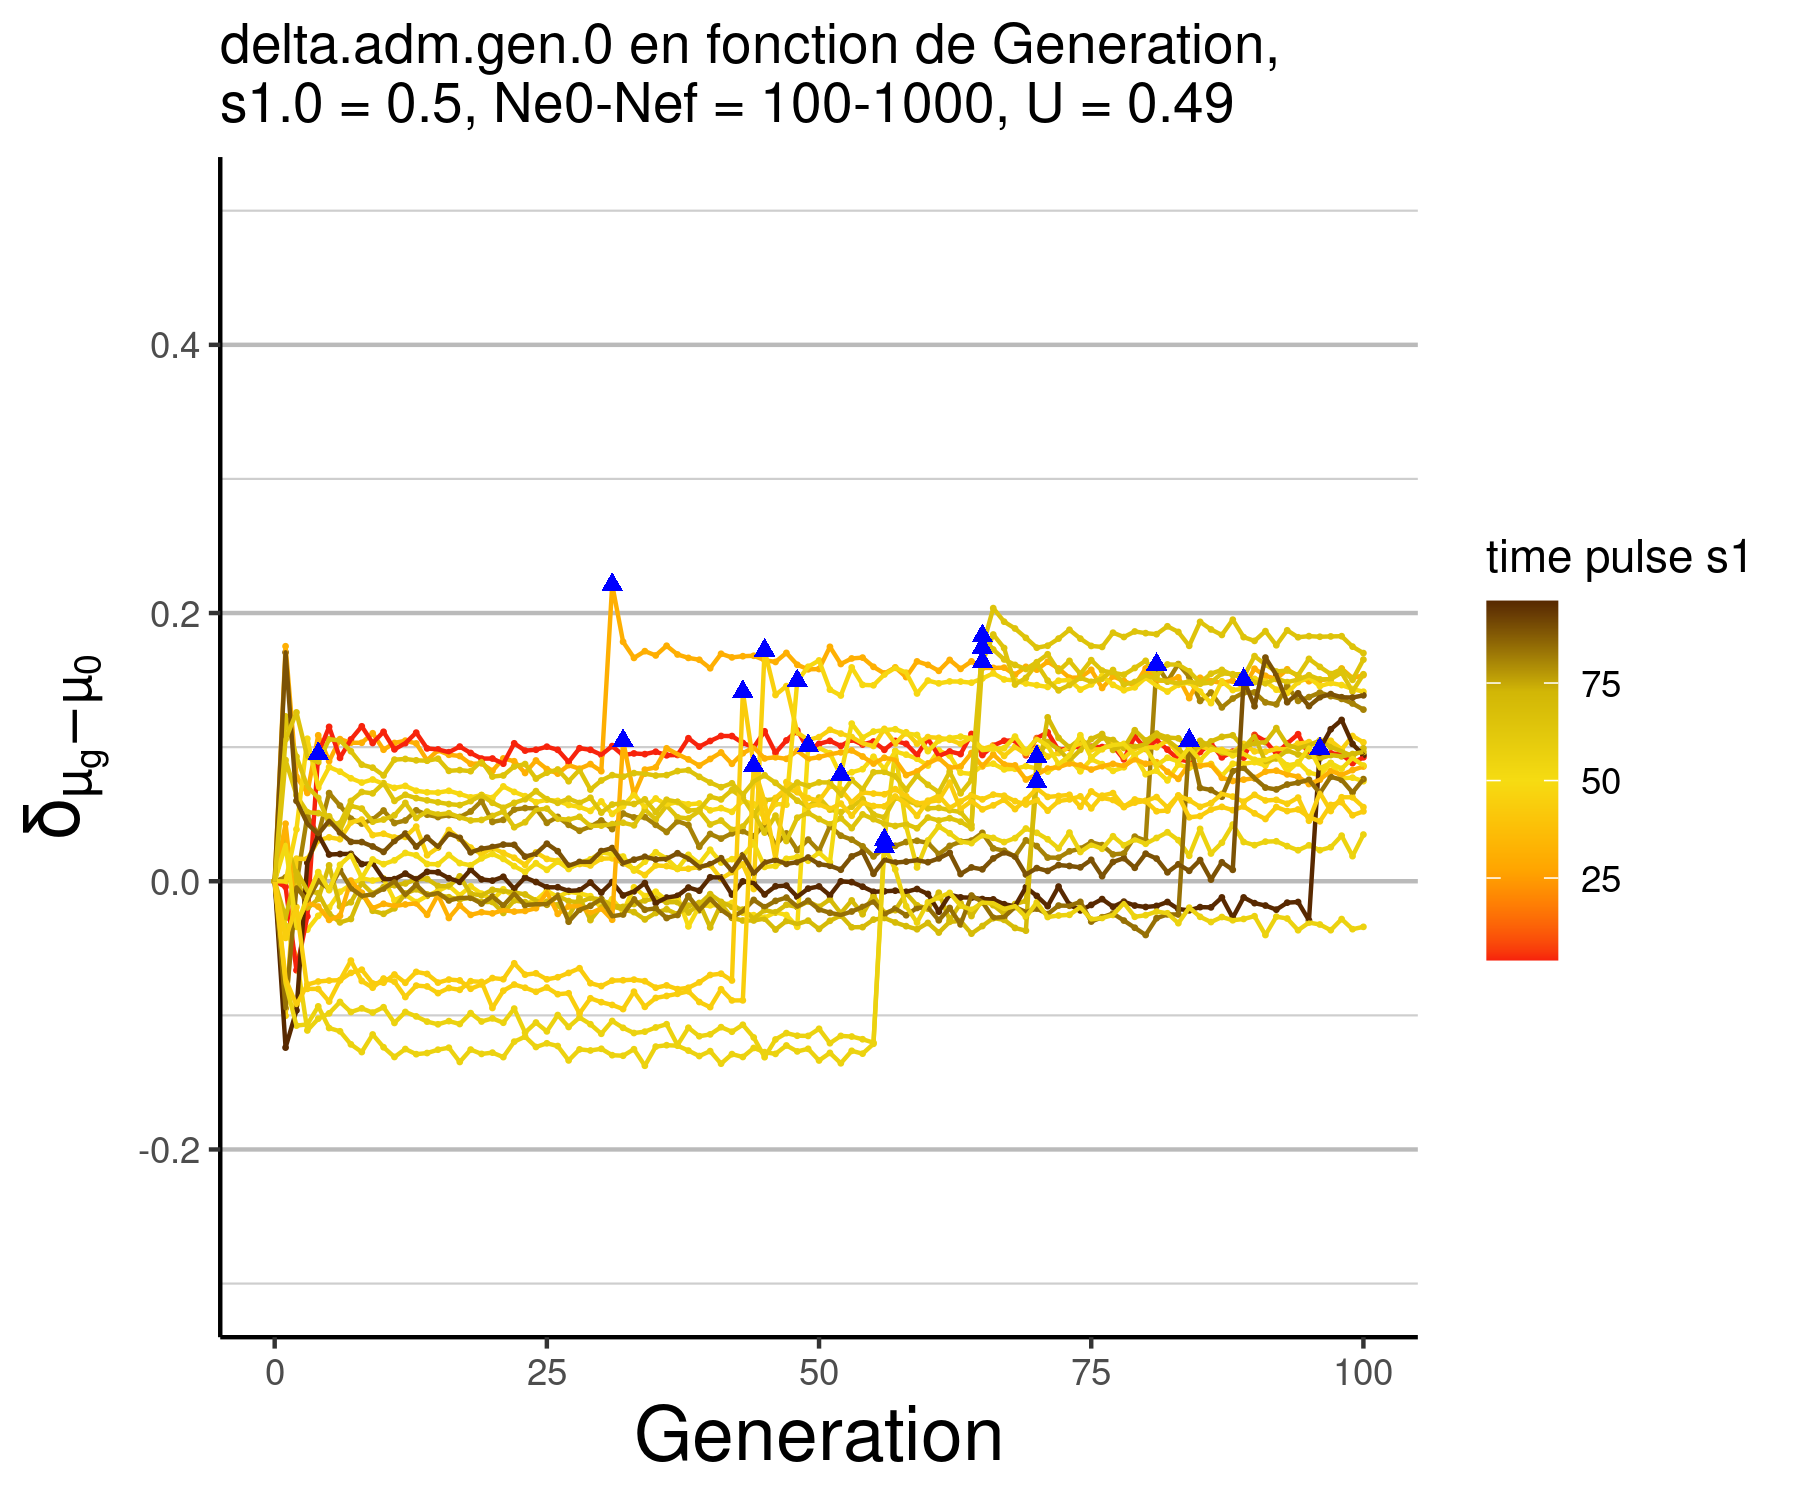 delta.adm.gen.0 en fonction de Generation,
s1.0 = 0.5, Ne0-Nef = 100-1000, U = 0.49
0.4
0.2
0.0
-0.2
δμg−μ0
0 25 50 75 100
Generation
time pulse s1
75
50
25